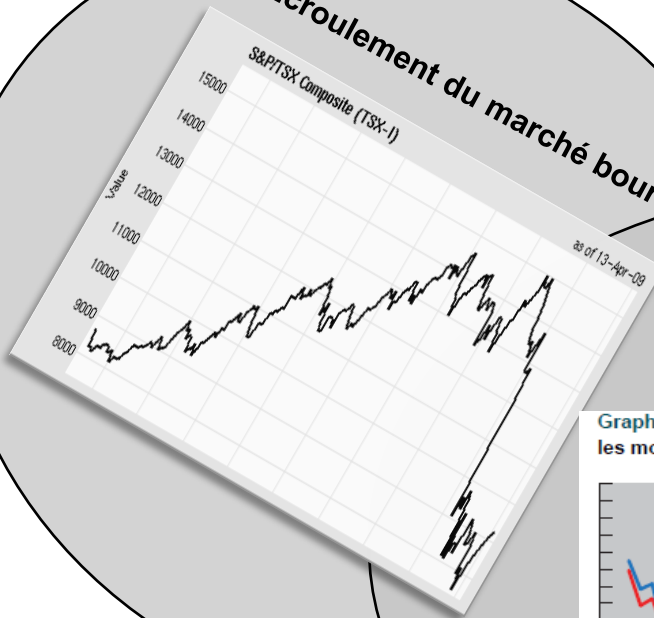 croulement du marché bour
S&P/TSX Composite (TSX-I)
as of 13-Apr-09
Value
15000
14000
13000
12000
11000
10000
9000
8000
Graph
les mo